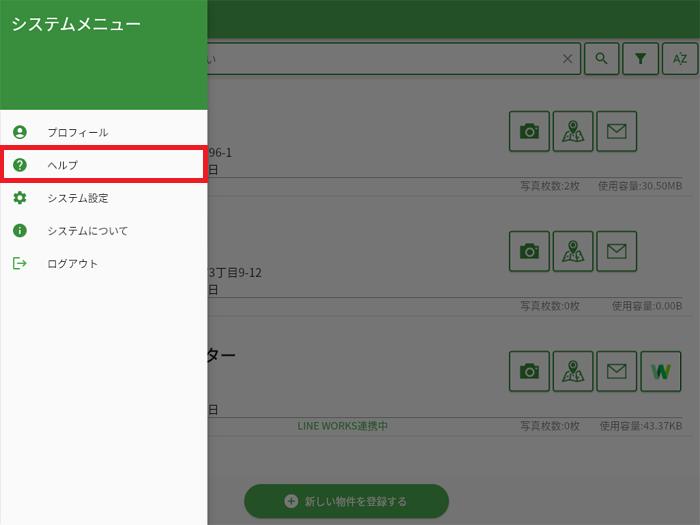 システムメニュー
い
プロフィール
ヘルプ
システム設定
システムについて
ログアウト
AZ
96-1
日
写真枚数:2枚 使用容量:30.50MB
3丁目9-12
日
写真枚数:0枚 使用容量:0.00B
ター
W
日
LINE WORKS連携中 写真枚数:0枚 使用容量:43.37KB
新しい物件を登録する